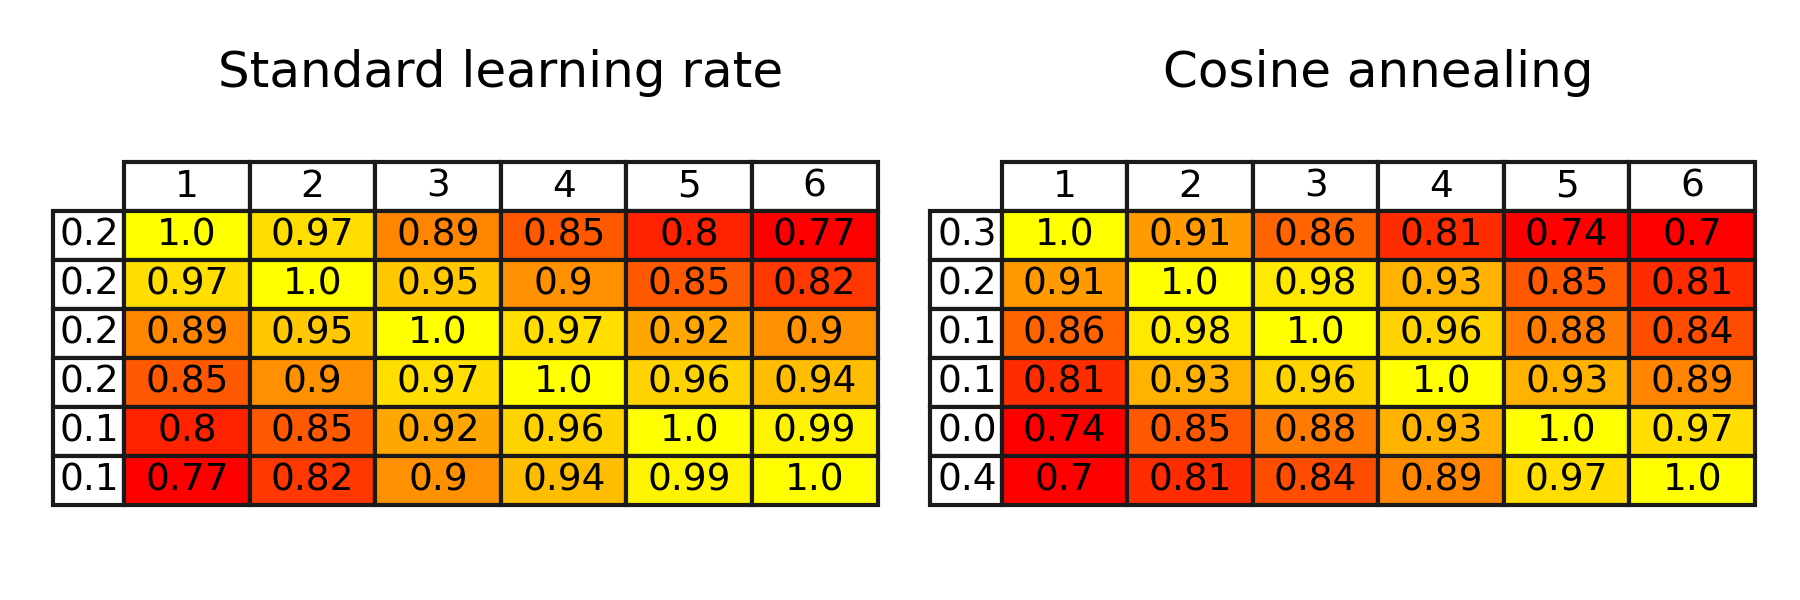 Standard learning rate
1 2 3 4 5 6
0.2 1.0 0.97 0.89 0.85 0.8 0.77
0.2 0.97 1.0 0.95 0.9 0.85 0.82
0.2 0.89 0.95 1.0 0.97 0.92 0.9
0.2 0.85 0.9 0.97 1.0 0.96 0.94
0.1 0.8 0.85 0.92 0.96 1.0 0.99
0.1 0.77 0.82 0.9 0.94 0.99 1.0
Cosine annealing
1 2 3 4 5 6
0.3 1.0 0.91 0.86 0.81 0.74 0.7
0.2 0.91 1.0 0.98 0.93 0.85 0.81
0.1 0.86 0.98 1.0 0.96 0.88 0.84
0.1 0.81 0.93 0.96 1.0 0.93 0.89
0.0 0.74 0.85 0.88 0.93 1.0 0.97
0.4 0.7 0.81 0.84 0.89 0.97 1.0